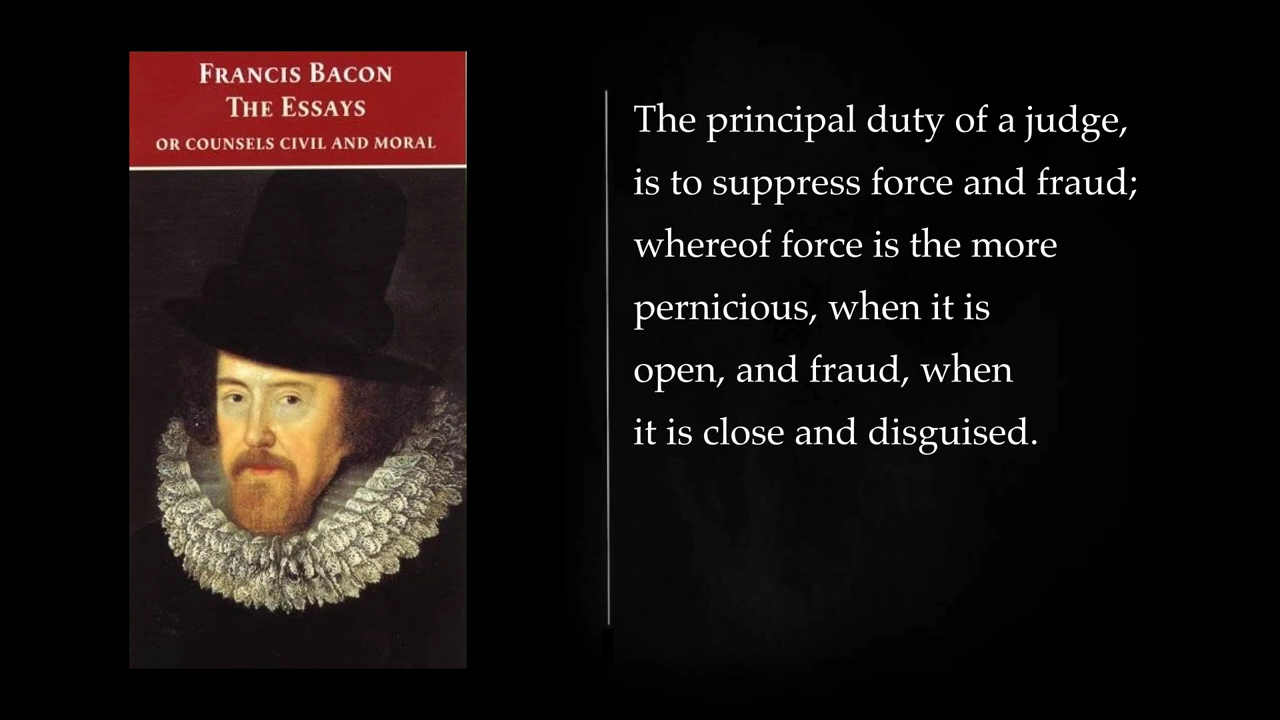 FRANCIS BACON
THE ESSAYS
OR COUNSELS CIVIL AND MORAL
The principal duty of a judge,
is to suppress force and fraud;
whereof force is the more
pernicious, when it is
open, and fraud, when
it is close and disguised.